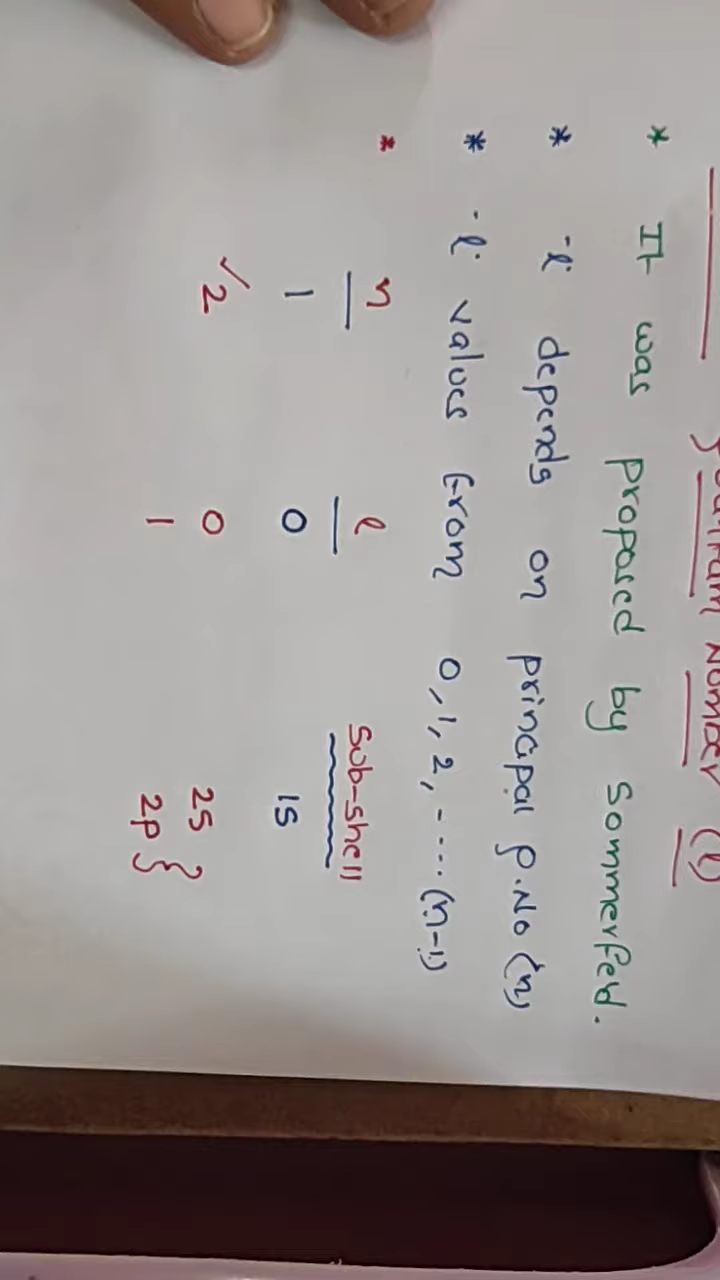 Number (l)
* It was proposed by Sommerfed.
* 'l' depends on principal Q.No (n)
* 'l' values from 0, 1, 2, - .... (n-1)
* n l Sub-shell
1 0 1s
✓2 0 2s }
1 2p